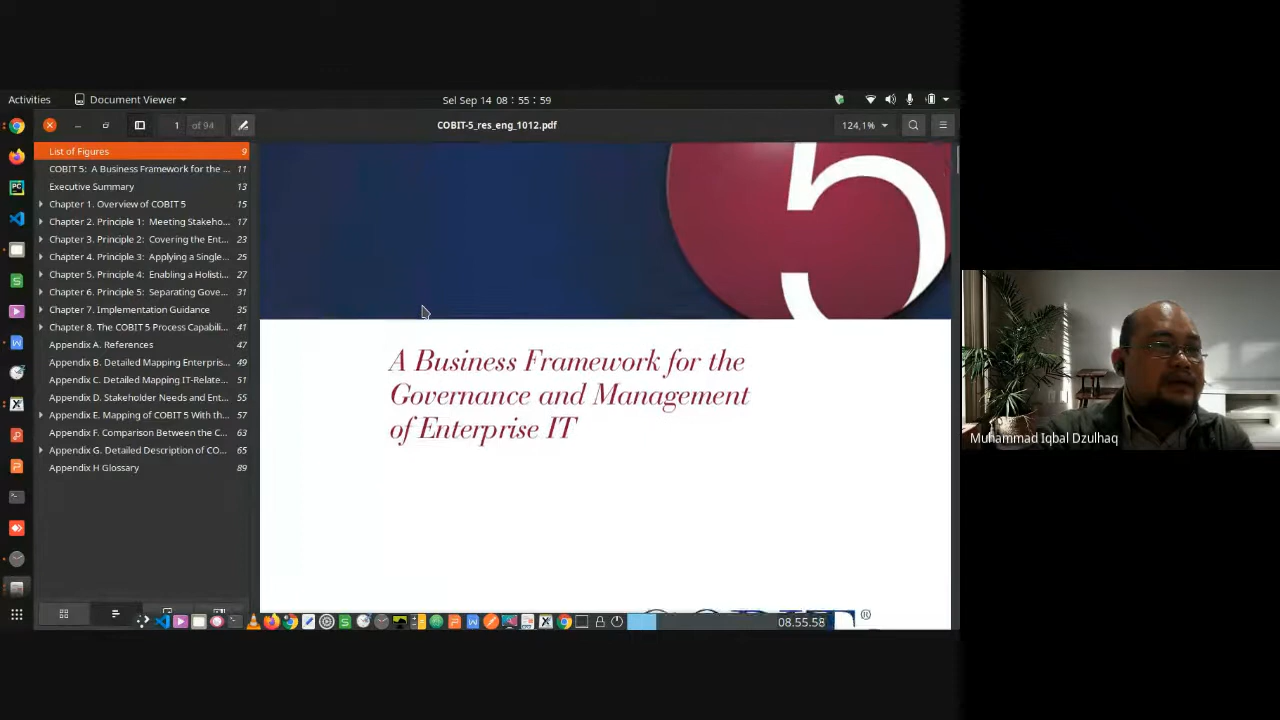 Activities
Document Viewer
Sel Sep 14 08:55:59
1 of 94
COBIT-5_res_eng_1012.pdf
124,1%
List of Figures 9
COBIT 5: A Business Framework for the ... 11
Executive Summary 13
Chapter 1. Overview of COBIT 5 15
Chapter 2. Principle 1: Meeting Stakeho... 17
Chapter 3. Principle 2: Covering the Ent... 23
Chapter 4. Principle 3: Applying a Single... 25
Chapter 5. Principle 4: Enabling a Holisti... 27
Chapter 6. Principle 5: Separating Gove... 31
Chapter 7. Implementation Guidance 35
Chapter 8. The COBIT 5 Process Capabili... 41
Appendix A. References 47
Appendix B. Detailed Mapping Enterpris... 49
Appendix C. Detailed Mapping IT-Relate... 51
Appendix D. Stakeholder Needs and Ent... 55
Appendix E. Mapping of COBIT 5 With th... 57
Appendix F. Comparison Between the C... 63
Appendix G. Detailed Description of CO... 65
Appendix H Glossary 89
5
A Business Framework for the
Governance and Management
of Enterprise IT
®
08.55.58
Muhammad Iqbal Dzulhaq